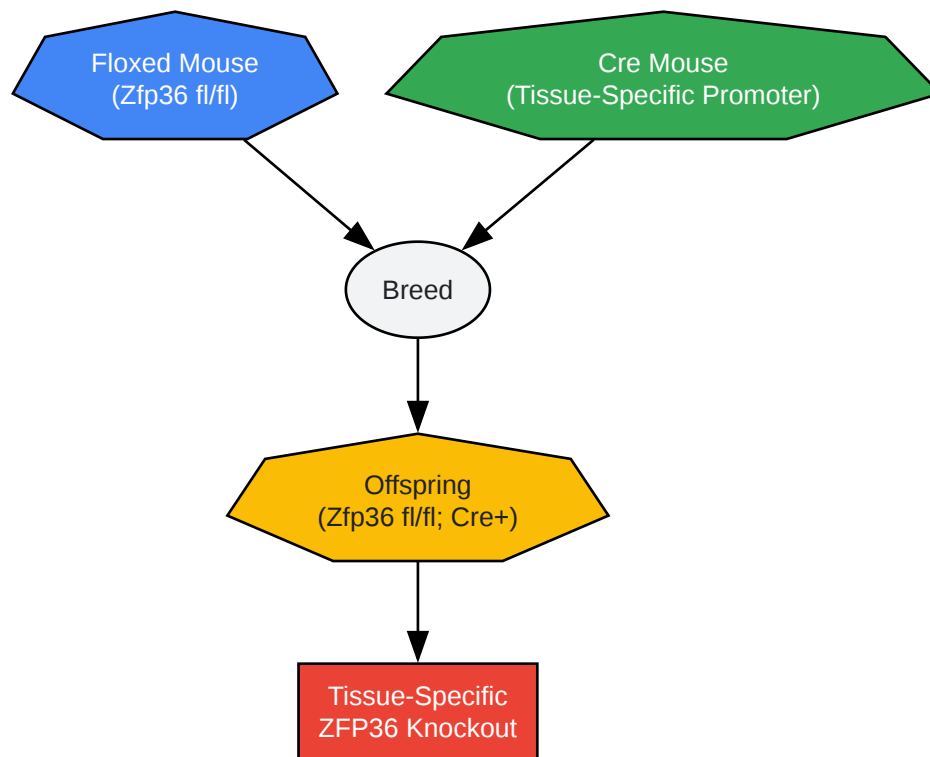 Floxed Mouse
(Zfp36 fl/fl)
Cre Mouse
(Tissue-Specific Promoter)
Breed
Offspring
(Zfp36 fl/fl; Cre+)
Tissue-Specific
ZFP36 Knockout